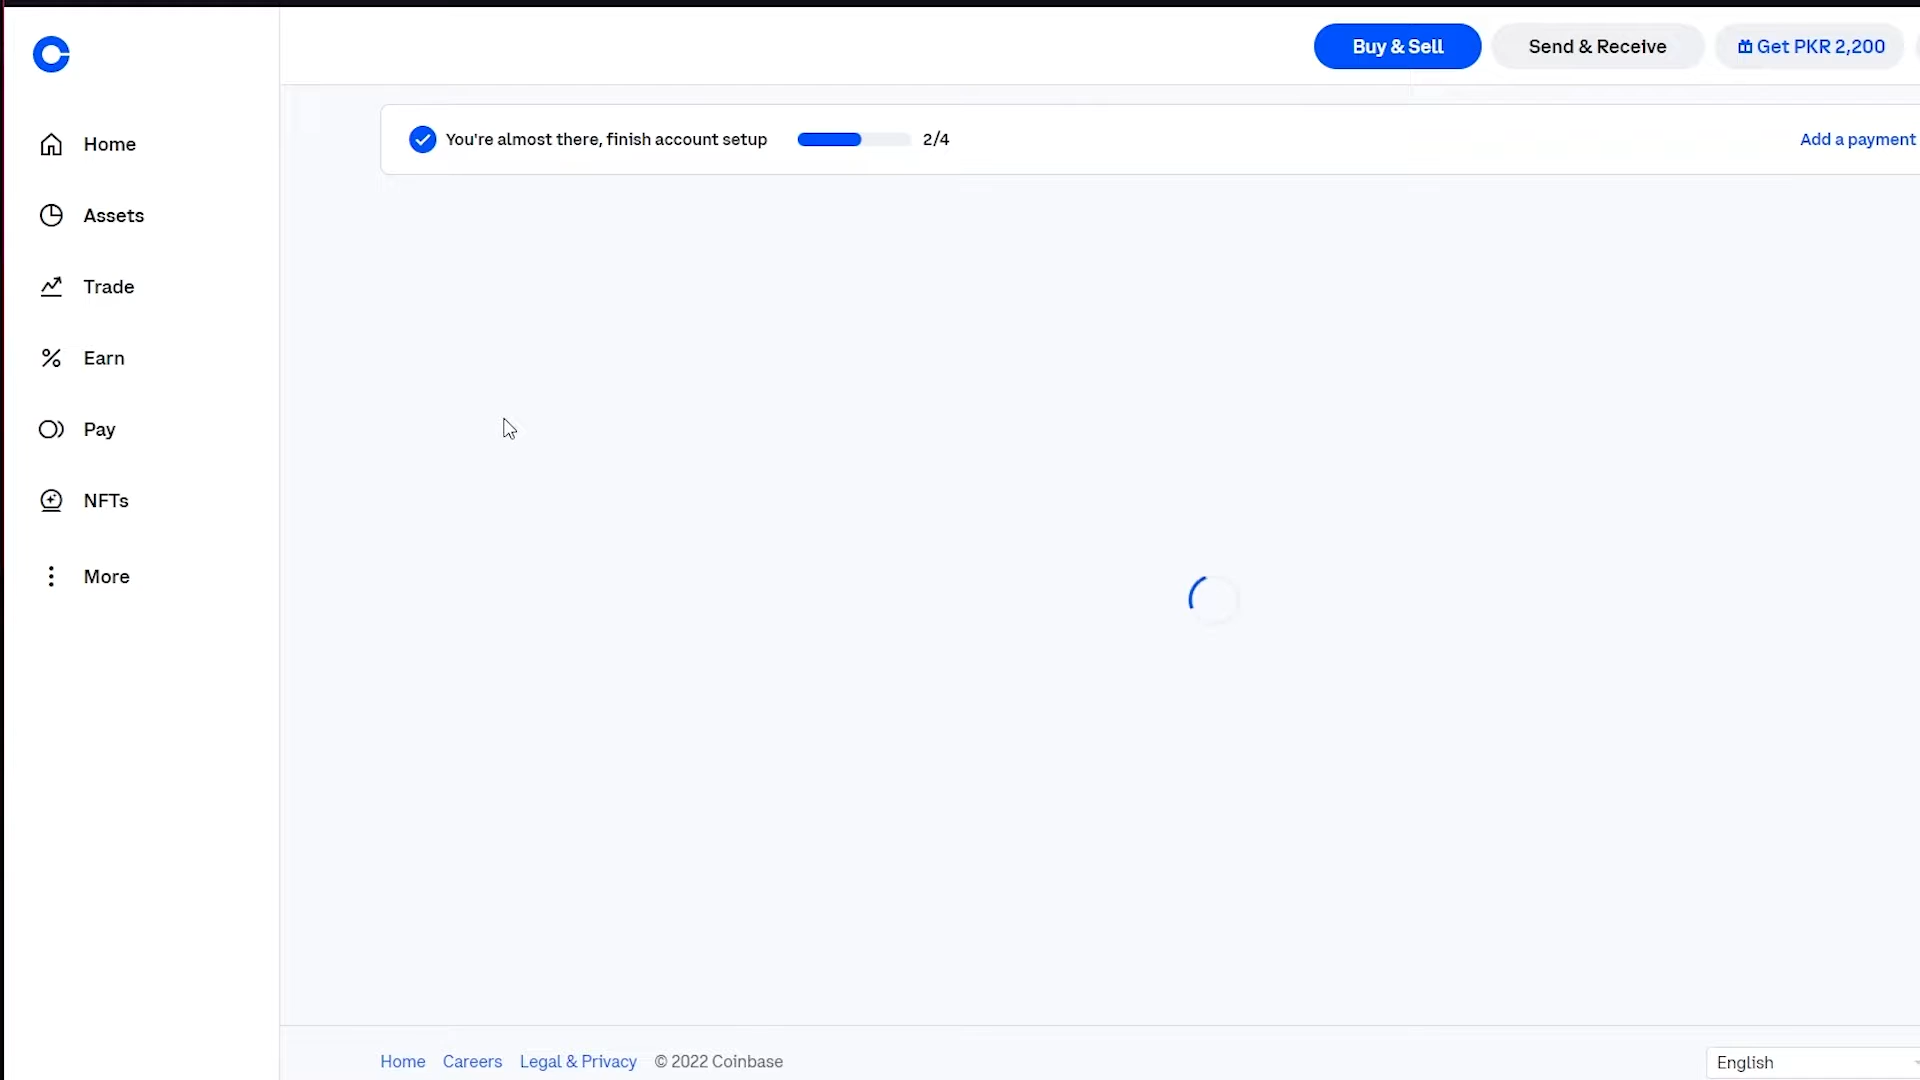 Buy & Sell
Send & Receive
Get PKR 2,200
Home
Assets
Trade
Earn
Pay
NFTs
More
You're almost there, finish account setup
2/4
Add a payment
Home Careers Legal & Privacy © 2022 Coinbase
English